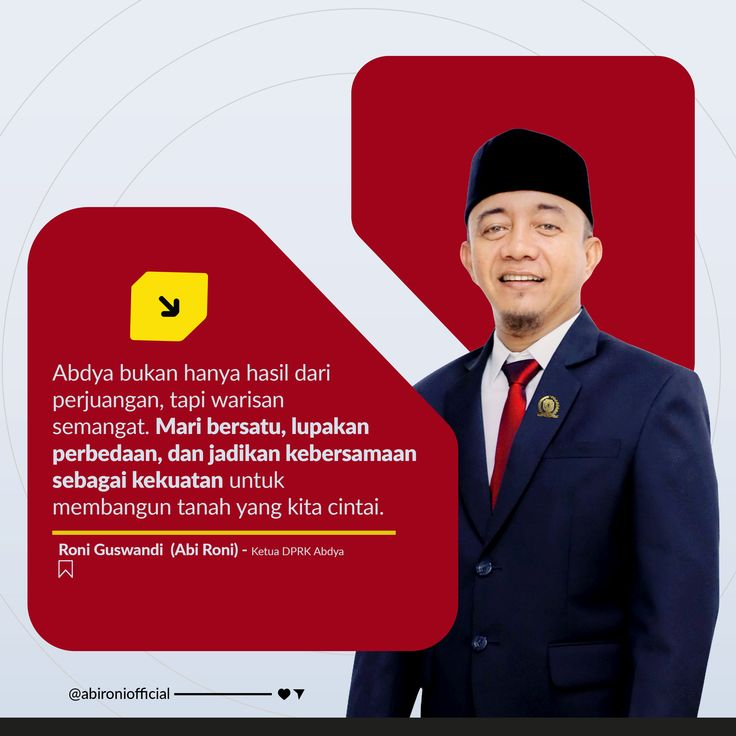 Abdya bukan hanya hasil dari
perjuangan, tapi warisan
semangat. Mari bersatu, lupakan
perbedaan, dan jadikan kebersamaan
sebagai kekuatan untuk
membangun tanah yang kita cintai.
Roni Guswandi (Abi Roni) - Ketua DPRK Abdya
@abironiofficial